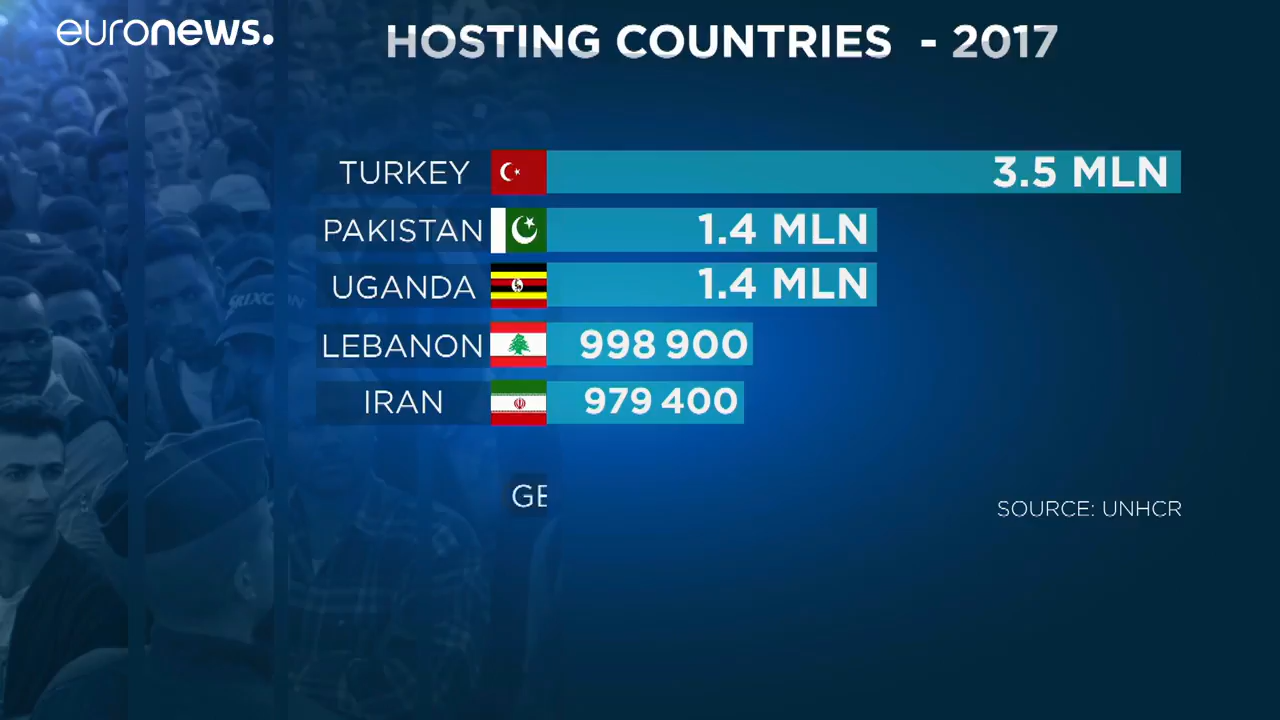 euronews.
HOSTING COUNTRIES - 2017
TURKEY 3.5 MLN
PAKISTAN 1.4 MLN
UGANDA 1.4 MLN
LEBANON 998 900
IRAN 979 400
GE
SOURCE: UNHCR